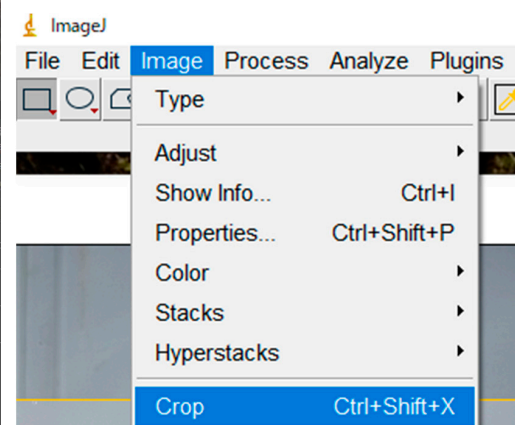 ImageJ
File Edit Image Process Analyze Plugins
Type
Adjust
Show Info... Ctrl+I
Properties... Ctrl+Shift+P
Color
Stacks
Hyperstacks
Crop Ctrl+Shift+X